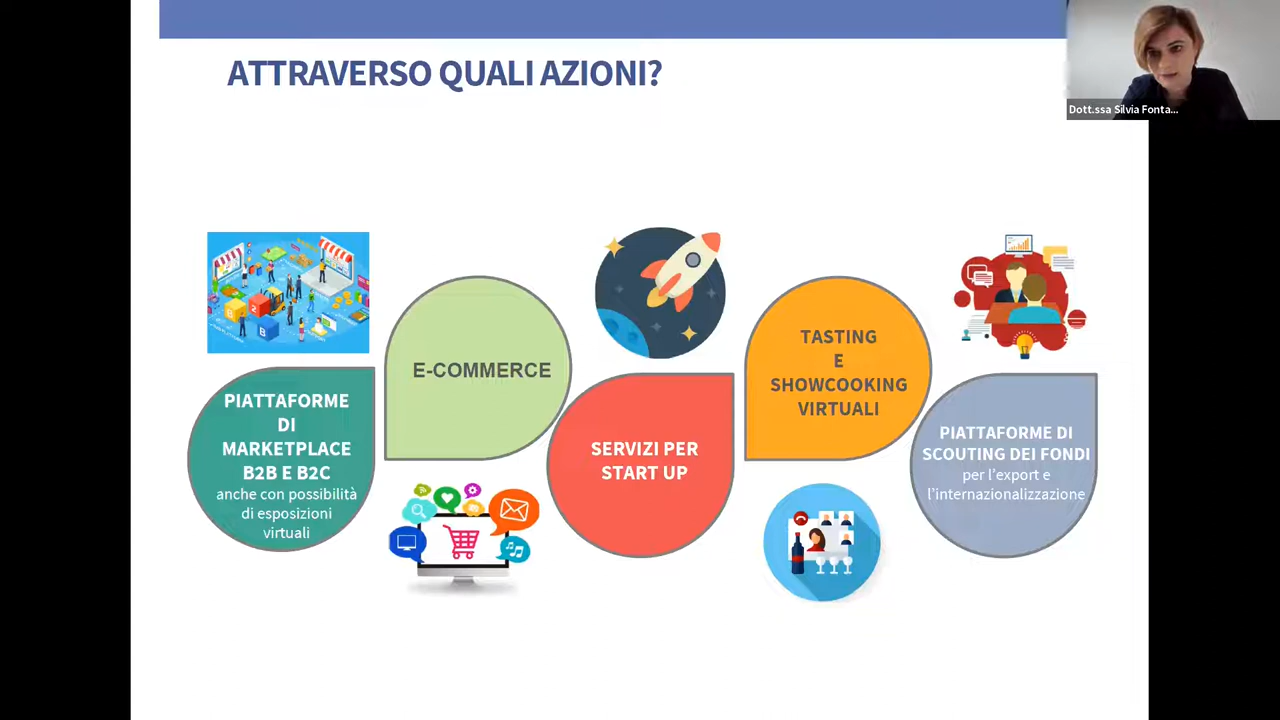 ATTRAVERSO QUALI AZIONI?
Dott.ssa Silvia Fonta...
PIATTAFORME
DI
MARKETPLACE
B2B E B2C
anche con possibilità
di esposizioni
virtuali
E-COMMERCE
SERVIZI PER
START UP
TASTING
E
SHOWCOOKING
VIRTUALI
PIATTAFORME DI
SCOUTING DEI FONDI
per l'export e
l'internazionalizzazione